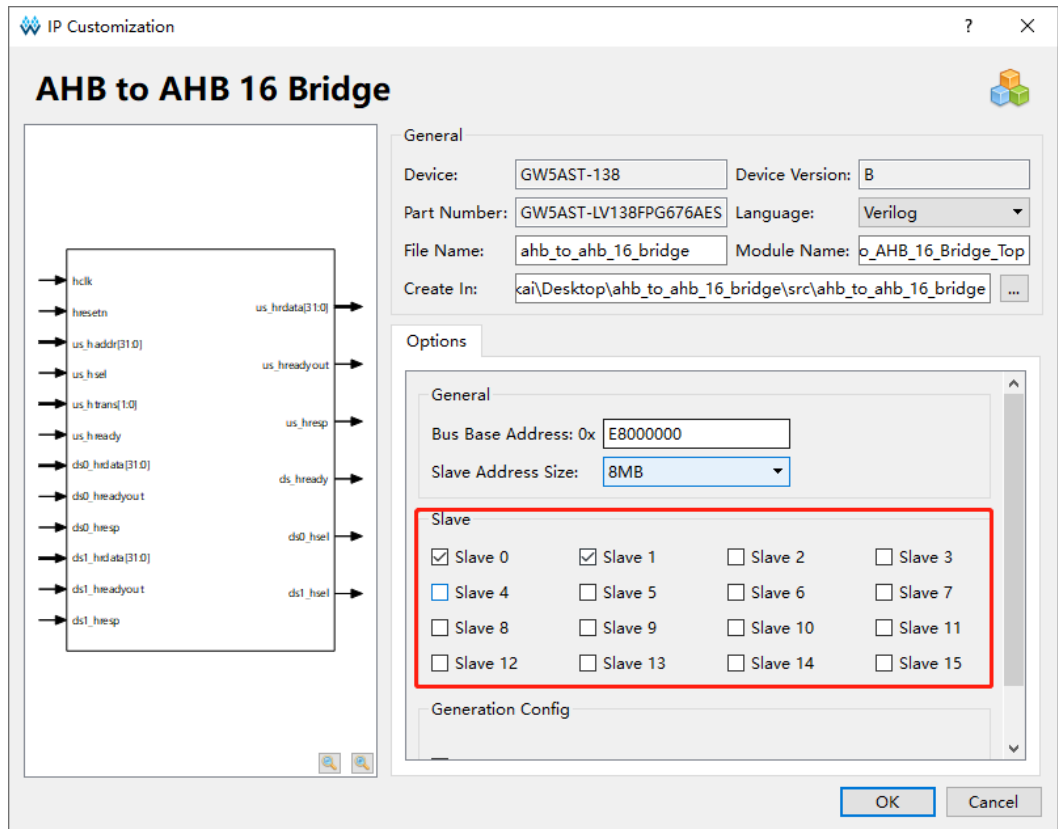 IP Customization
?
AHB to AHB 16 Bridge
hclk
hresetn
us_haddr[31:0]
us_hsel
us_htrans[1:0]
us_hready
ds0_hrdata[31:0]
ds0_hreadyout
ds0_hresp
ds1_hrdata[31:0]
ds1_hreadyout
ds1_hresp
us_hrdata[31:0]
us_hreadyout
us_hresp
ds_hready
ds0_hsel
ds1_hsel
General
Device: GW5AST-138 Device Version: B
Part Number: GW5AST-LV138FPG676AES Language: Verilog
File Name: ahb_to_ahb_16_bridge Module Name: o_AHB_16_Bridge_Top
Create In: kai\Desktop\ahb_to_ahb_16_bridge\src\ahb_to_ahb_16_bridge ...
Options
General
Bus Base Address: 0x E8000000
Slave Address Size: 8MB
Slave
Slave 0 Slave 1 Slave 2 Slave 3
Slave 4 Slave 5 Slave 6 Slave 7
Slave 8 Slave 9 Slave 10 Slave 11
Slave 12 Slave 13 Slave 14 Slave 15
Generation Config
OK Cancel